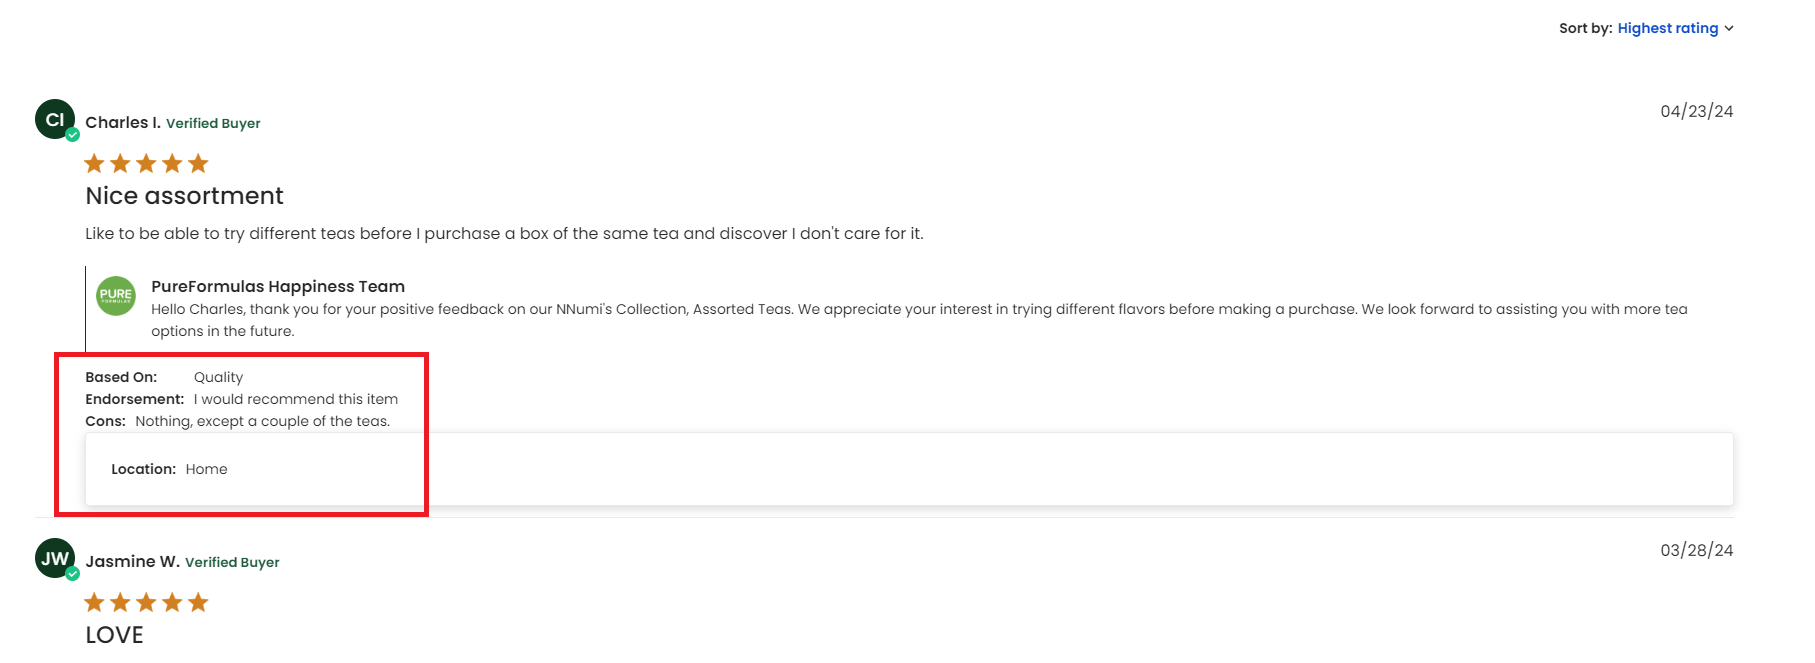 Sort by: Highest rating
CI
Charles I. Verified Buyer
04/23/24
Nice assortment
Like to be able to try different teas before I purchase a box of the same tea and discover I don't care for it.
PURE
FORMULAS
PureFormulas Happiness Team
Hello Charles, thank you for your positive feedback on our NNumi's Collection, Assorted Teas. We appreciate your interest in trying different flavors before making a purchase. We look forward to assisting you with more tea
options in the future.
Based On: Quality
Endorsement: I would recommend this item
Cons: Nothing, except a couple of the teas.
Location: Home
JW
Jasmine W. Verified Buyer
03/28/24
LOVE